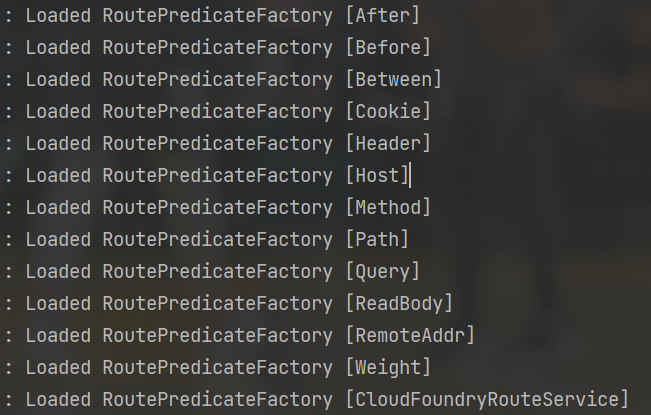 : Loaded RoutePredicateFactory [After]
: Loaded RoutePredicateFactory [Before]
: Loaded RoutePredicateFactory [Between]
: Loaded RoutePredicateFactory [Cookie]
: Loaded RoutePredicateFactory [Header]
: Loaded RoutePredicateFactory [Host]
: Loaded RoutePredicateFactory [Method]
: Loaded RoutePredicateFactory [Path]
: Loaded RoutePredicateFactory [Query]
: Loaded RoutePredicateFactory [ReadBody]
: Loaded RoutePredicateFactory [RemoteAddr]
: Loaded RoutePredicateFactory [Weight]
: Loaded RoutePredicateFactory [CloudFoundryRouteService]